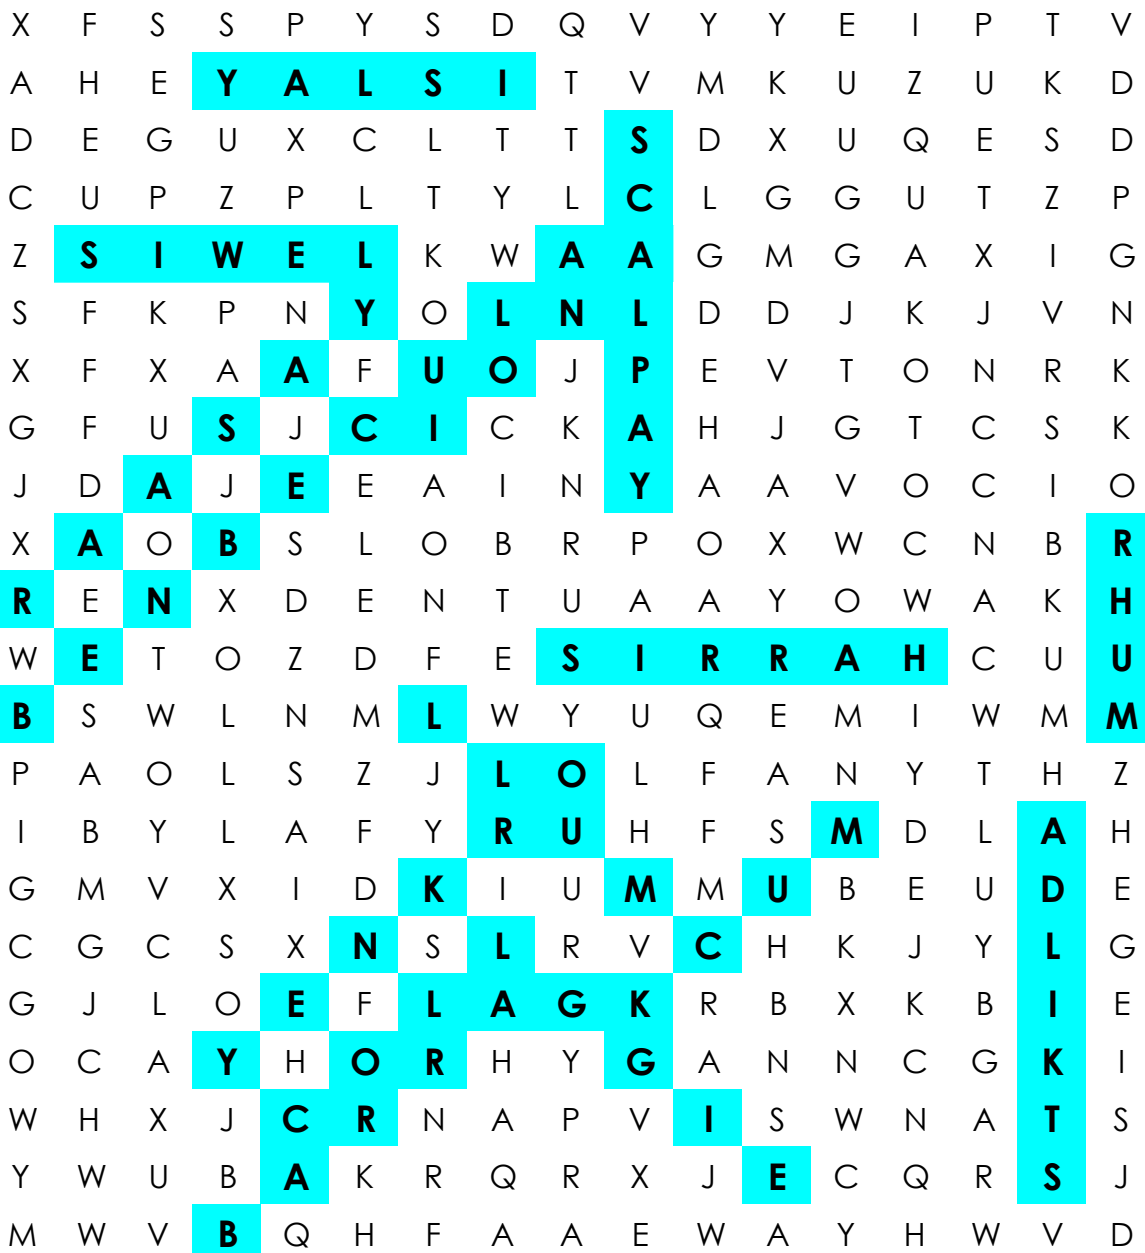 X F S S P Y S D Q V Y Y E I P T V
A H E Y A L S I T V M K U Z U K D
D E G U X C L T T S D X U Q E S D
C U P Z P L T Y L C L G G U T Z P
Z S I W E L K W A A G M G A X I G
S F K P N Y O L N L D D J K J V N
X F X A A F U O J P E V T O N R K
G F U S J C I C K A H J G T C S K
J D A J E E A I N Y A A V O C I O
X A O B S L O B R P O X W C N B R
R E N X D E N T U A A Y O W A K H
W E T O Z D F E S I R R A H C U U
B S W L N M L W Y U Q E M I W M M
P A O L S Z J L O L F A N Y T H Z
I B Y L A F Y R U H F S M D L A H
G M V X I D K I U M M U B E U D E
C G C S X N S L R V C H K J Y L G
G J L O E F L A G K R B X K B I E
O C A Y H O R H Y G A N N C G K I
W H X J C R N A P V I S W N A T S
Y W U B A K R Q R X J E C Q R S J
M W V B Q H F A A E W A Y H W V D